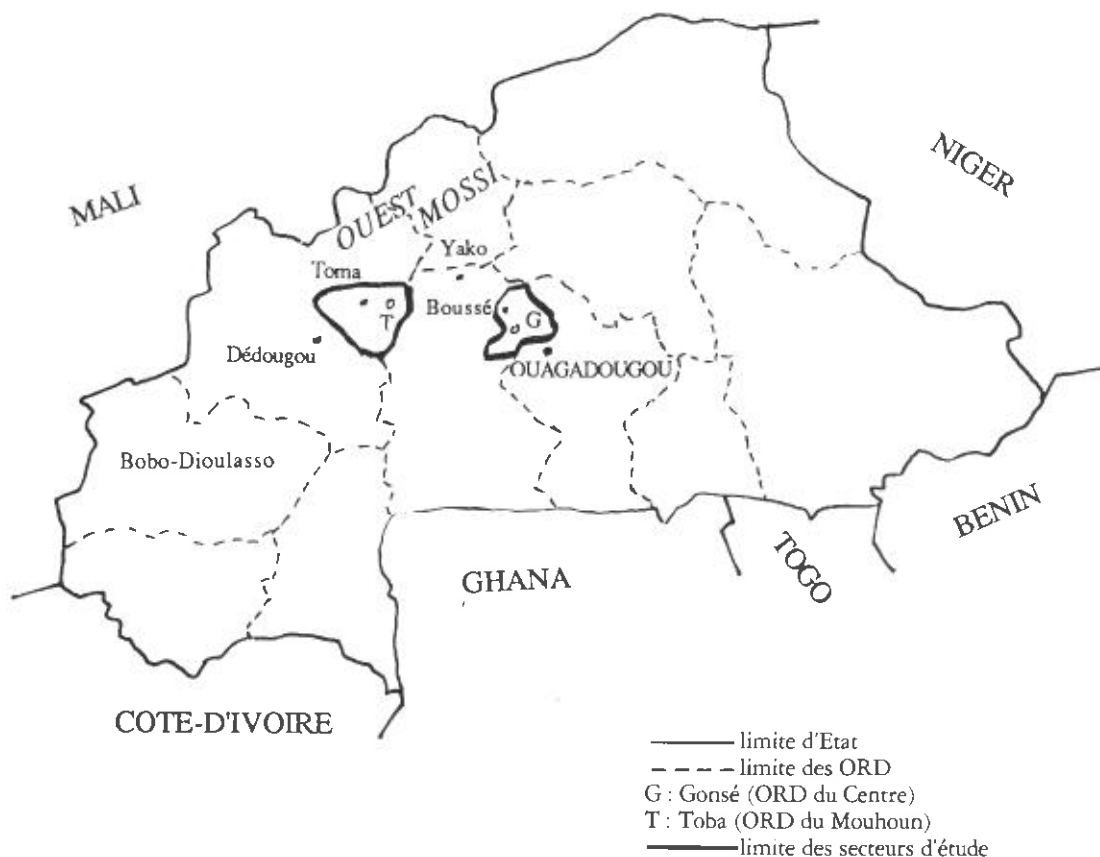 NIGER
MALI
OUEST
MOSSI
Yako
Toma
Boussé
T
G
Dédougou
OUAGADOUGOU
Bobo-Dioulasso
BENIN
TOGO
GHANA
COTE-D'IVOIRE
limite d'Etat
limite des ORD
G : Gonsé (ORD du Centre)
T : Toba (ORD du Mouhoun)
limite des secteurs d'étude